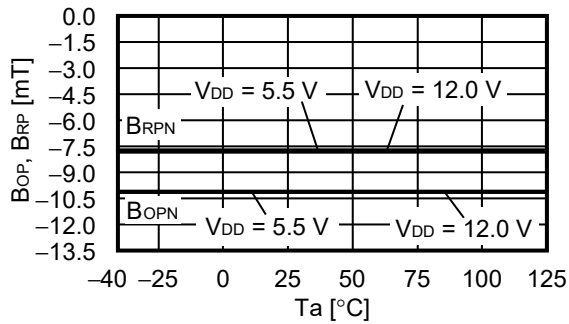 BOP, BRP [mT]
0.0
−1.5
−3.0
−4.5
−6.0
−7.5
−9.0
−10.5
−12.0
−13.5
VDD = 5.5 V
VDD = 12.0 V
BRPN
BOPN
VDD = 5.5 V
VDD = 12.0 V
−40 −25 0 25 50 75 100 125
Ta [°C]